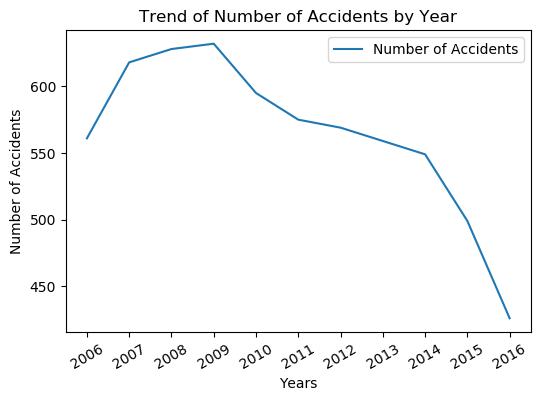 Trend of Number of Accidents by Year
Number of Accidents
Number of Accidents
600
550
500
450
2006 2007 2008 2009 2010 2011 2012 2013 2014 2015 2016
Years